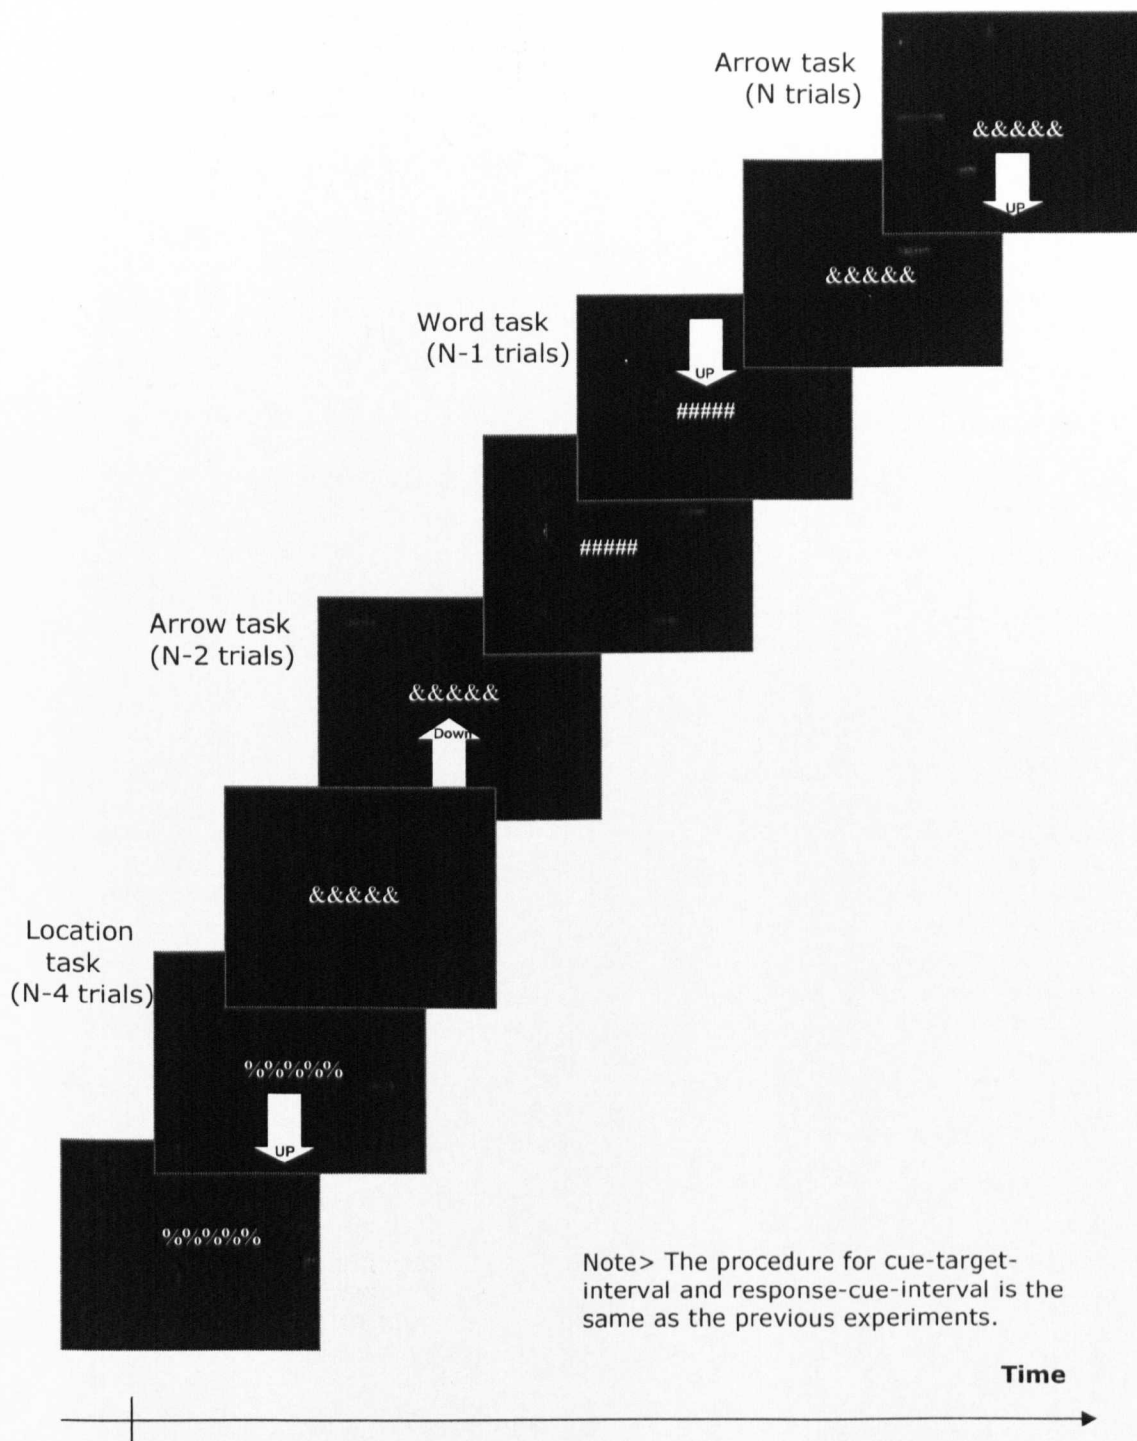 Arrow task
(N trials)
&&&&&
UP
&&&&&
Word task
(N-1 trials)
UP
#####
#####
Arrow task
(N-2 trials)
&&&&&
Down
&&&&&
Location
task
(N-4 trials)
%%%%%
UP
%%%%%
Note> The procedure for cue-target-
interval and response-cue-interval is the
same as the previous experiments.
Time